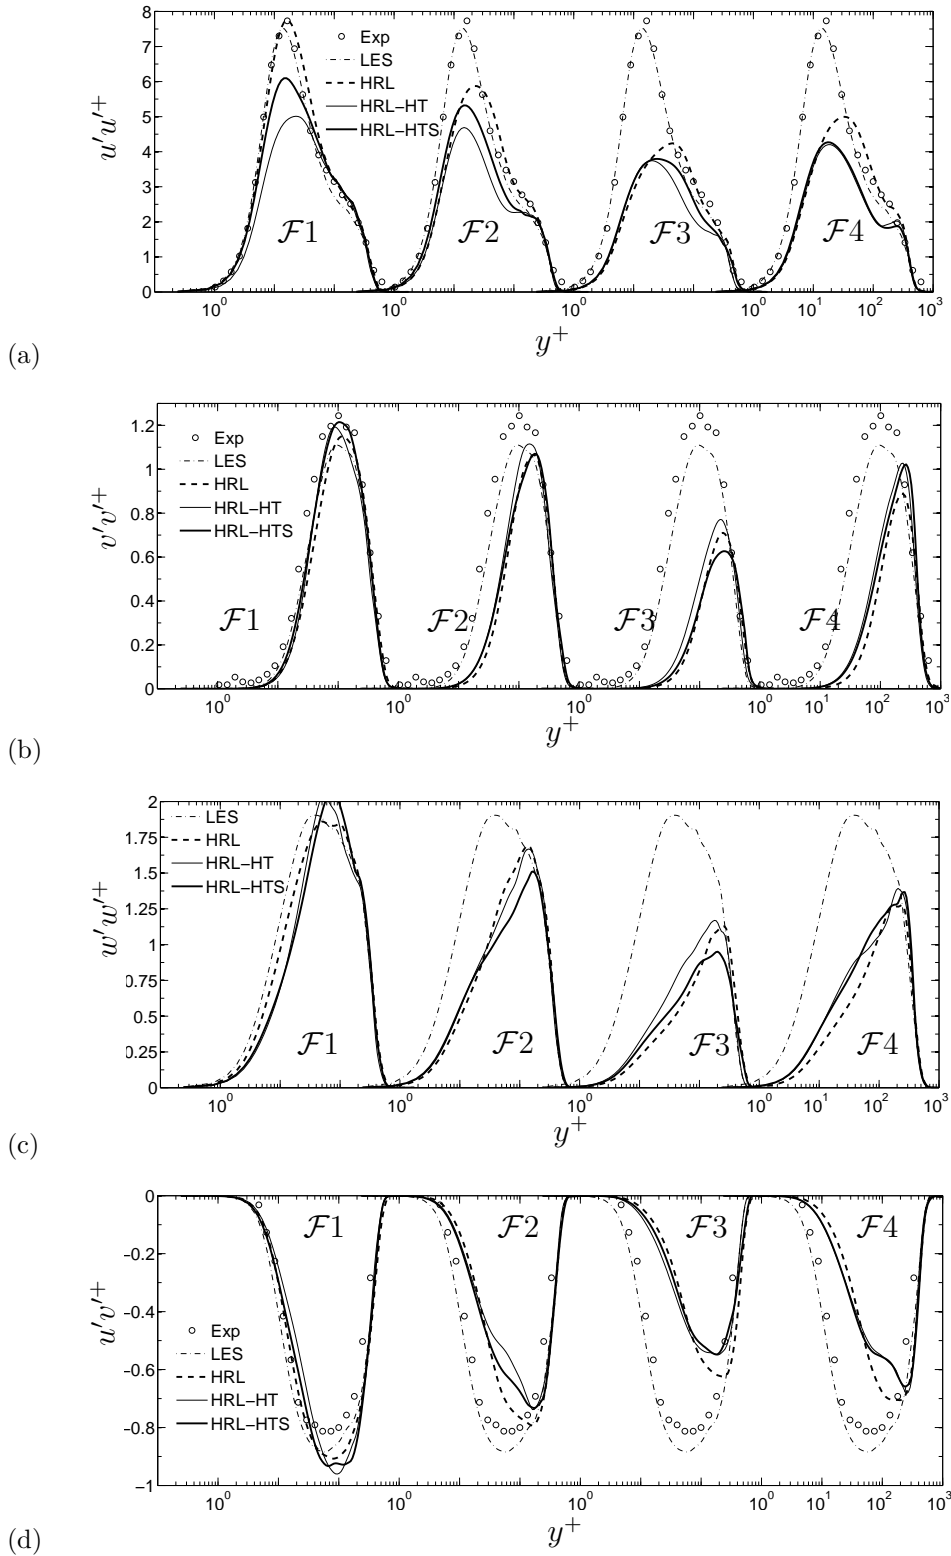 8
7
6
5
4
3
2
1
0
u′u′⁺
Exp
LES
HRL
HRL−HT
HRL−HTS
ℱ1 ℱ2 ℱ3 ℱ4
10⁰ 10⁰ 10⁰ 10⁰ 10¹ 10² 10³
y⁺
(a)
1.2
1
0.8
0.6
0.4
0.2
0
v′v′⁺
Exp
LES
HRL
HRL−HT
HRL−HTS
ℱ1 ℱ2 ℱ3 ℱ4
10⁰ 10⁰ 10⁰ 10⁰ 10¹ 10² 10³
y⁺
(b)
2
1.75
1.5
1.25
1
0.75
0.5
0.25
0
w′w′⁺
LES
HRL
HRL−HT
HRL−HTS
ℱ1 ℱ2 ℱ3 ℱ4
10⁰ 10⁰ 10⁰ 10⁰ 10¹ 10² 10³
y⁺
(c)
0
−0.2
−0.4
−0.6
−0.8
−1
u′v′⁺
ℱ1 ℱ2 ℱ3 ℱ4
Exp
LES
HRL
HRL−HT
HRL−HTS
10⁰ 10⁰ 10⁰ 10⁰ 10¹ 10² 10³
y⁺
(d)